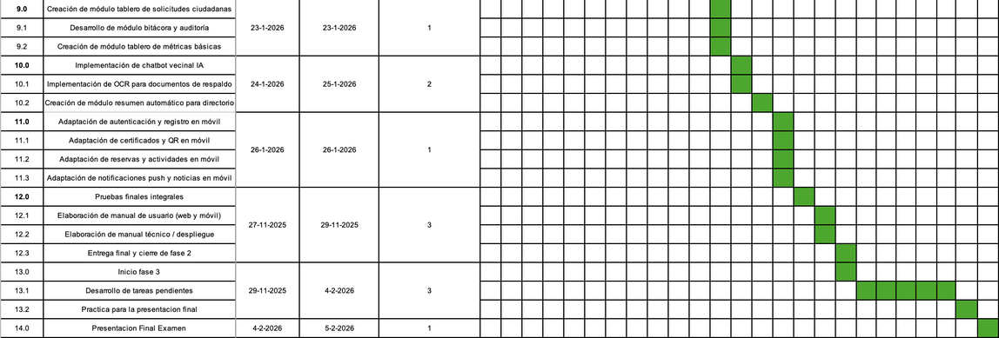 9.0 Creación de módulo tablero de solicitudes ciudadanas
9.1 Desarrollo de módulo bitácora y auditoría 23-1-2026 23-1-2026 1
9.2 Creación de módulo tablero de métricas básicas
10.0 Implementación de chatbot vecinal IA
10.1 Implementación de OCR para documentos de respaldo 24-1-2026 25-1-2026 2
10.2 Creación de módulo resumen automático para directorio
11.0 Adaptación de autenticación y registro en móvil
11.1 Adaptación de certificados y QR en móvil
26-1-2026 26-1-2026 1
11.2 Adaptación de reservas y actividades en móvil
11.3 Adaptación de notificaciones push y noticias en móvil
12.0 Pruebas finales integrales
12.1 Elaboración de manual de usuario (web y móvil)
27-11-2025 29-11-2025 3
12.2 Elaboración de manual técnico / despliegue
12.3 Entrega final y cierre de fase 2
13.0 Inicio fase 3
13.1 Desarrollo de tareas pendientes 29-11-2025 4-2-2026 3
13.2 Practica para la presentacion final
14.0 Presentacion Final Examen 4-2-2026 5-2-2026 1